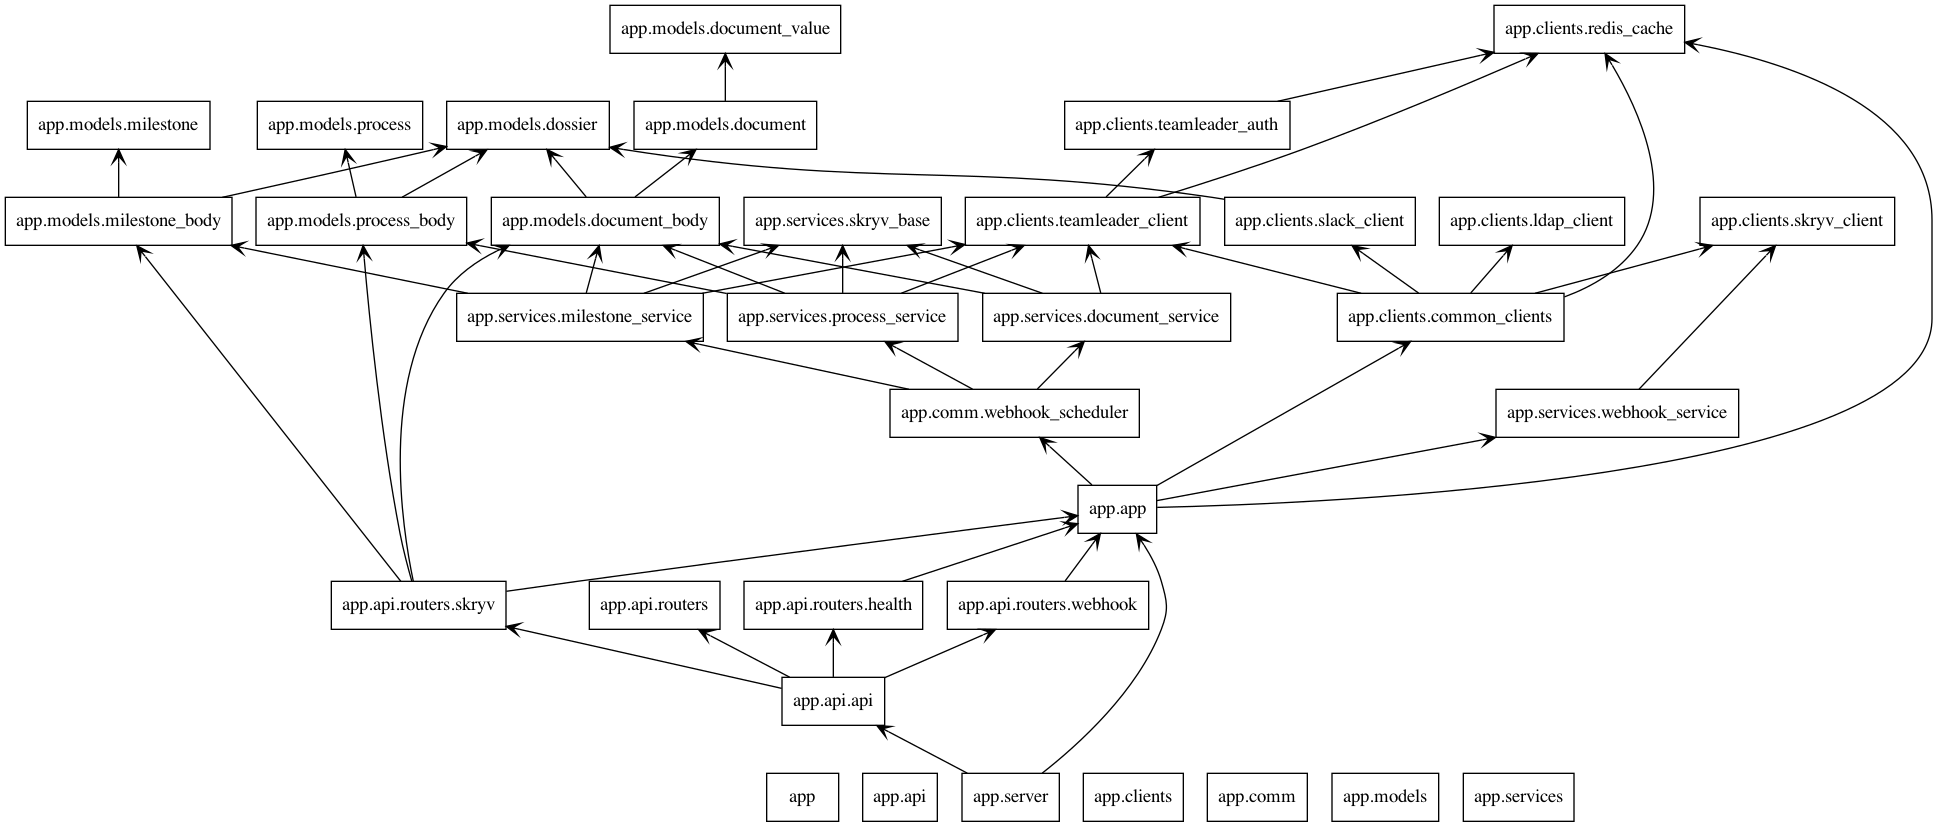 app.models.document_value
app.clients.redis_cache
app.models.milestone
app.models.process
app.models.dossier
app.models.document
app.clients.teamleader_auth
app.models.milestone_body
app.models.process_body
app.models.document_body
app.services.skryv_base
app.clients.teamleader_client
app.clients.slack_client
app.clients.ldap_client
app.clients.skryv_client
app.services.milestone_service
app.services.process_service
app.services.document_service
app.clients.common_clients
app.comm.webhook_scheduler
app.services.webhook_service
app.app
app.api.routers.skryv
app.api.routers
app.api.routers.health
app.api.routers.webhook
app.api.api
app
app.api
app.server
app.clients
app.comm
app.models
app.services